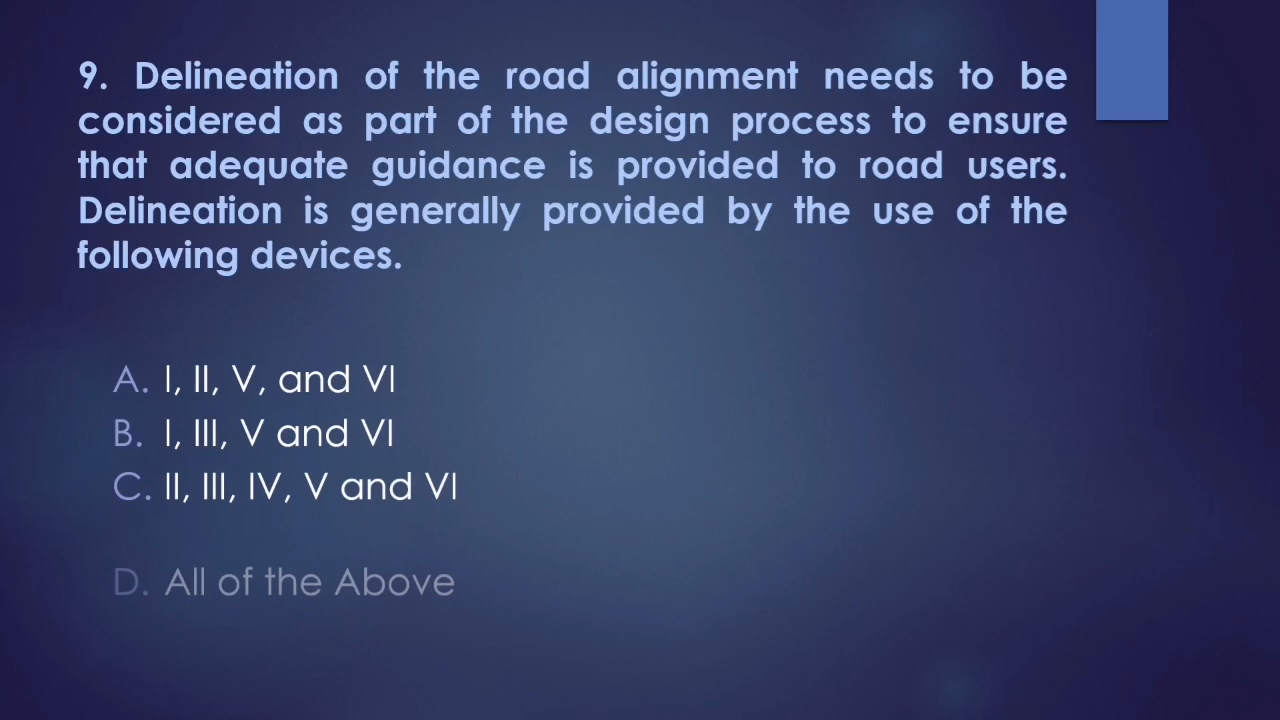 9. Delineation of the road alignment needs to be
considered as part of the design process to ensure
that adequate guidance is provided to road users.
Delineation is generally provided by the use of the
following devices.
A. I, II, V, and VI
B. I, III, V and VI
C. II, III, IV, V and VI
D. All of the Above